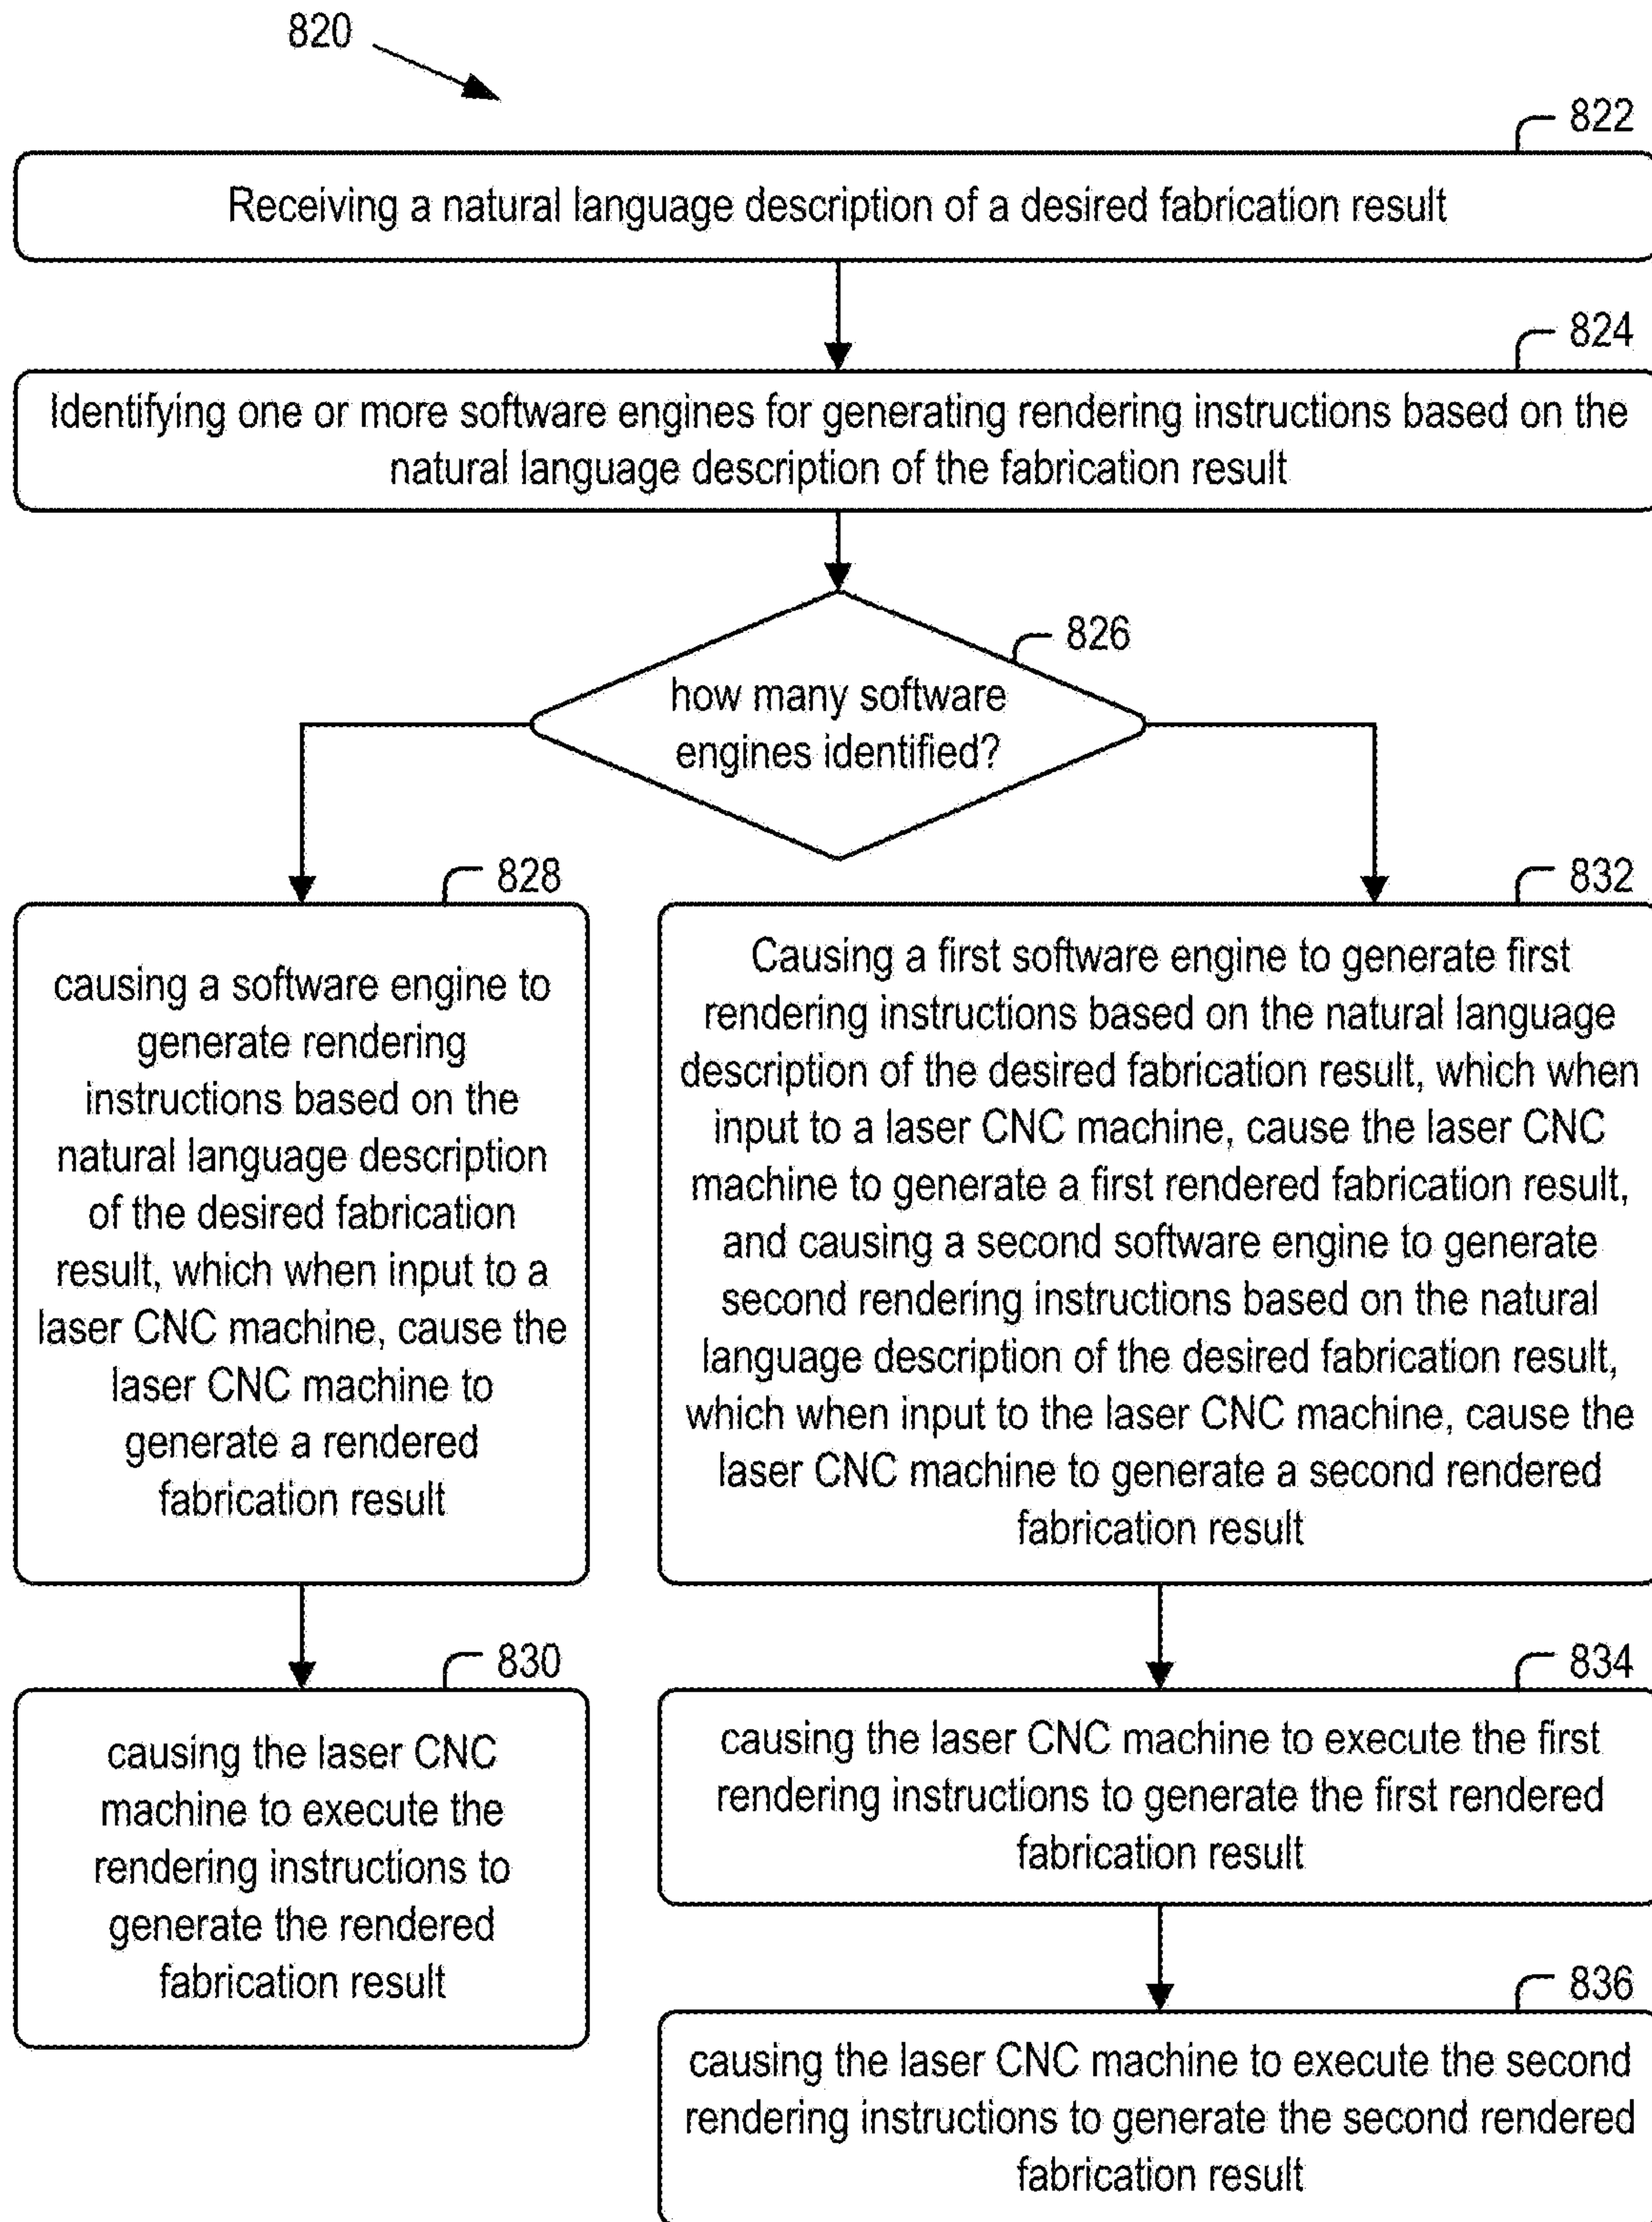 820
822
Receiving a natural language description of a desired fabrication result
824
Identifying one or more software engines for generating rendering instructions based on the
natural language description of the fabrication result
826
how many software
engines identified?
828
causing a software engine to
generate rendering
instructions based on the
natural language description
of the desired fabrication
result, which when input to a
laser CNC machine, cause the
laser CNC machine to
generate a rendered
fabrication result
830
causing the laser CNC
machine to execute the
rendering instructions to
generate the rendered
fabrication result
832
Causing a first software engine to generate first
rendering instructions based on the natural language
description of the desired fabrication result, which when
input to a laser CNC machine, cause the laser CNC
machine to generate a first rendered fabrication result,
and causing a second software engine to generate
second rendering instructions based on the natural
language description of the desired fabrication result,
which when input to the laser CNC machine, cause the
laser CNC machine to generate a second rendered
fabrication result
834
causing the laser CNC machine to execute the first
rendering instructions to generate the first rendered
fabrication result
836
causing the laser CNC machine to execute the second
rendering instructions to generate the second rendered
fabrication result